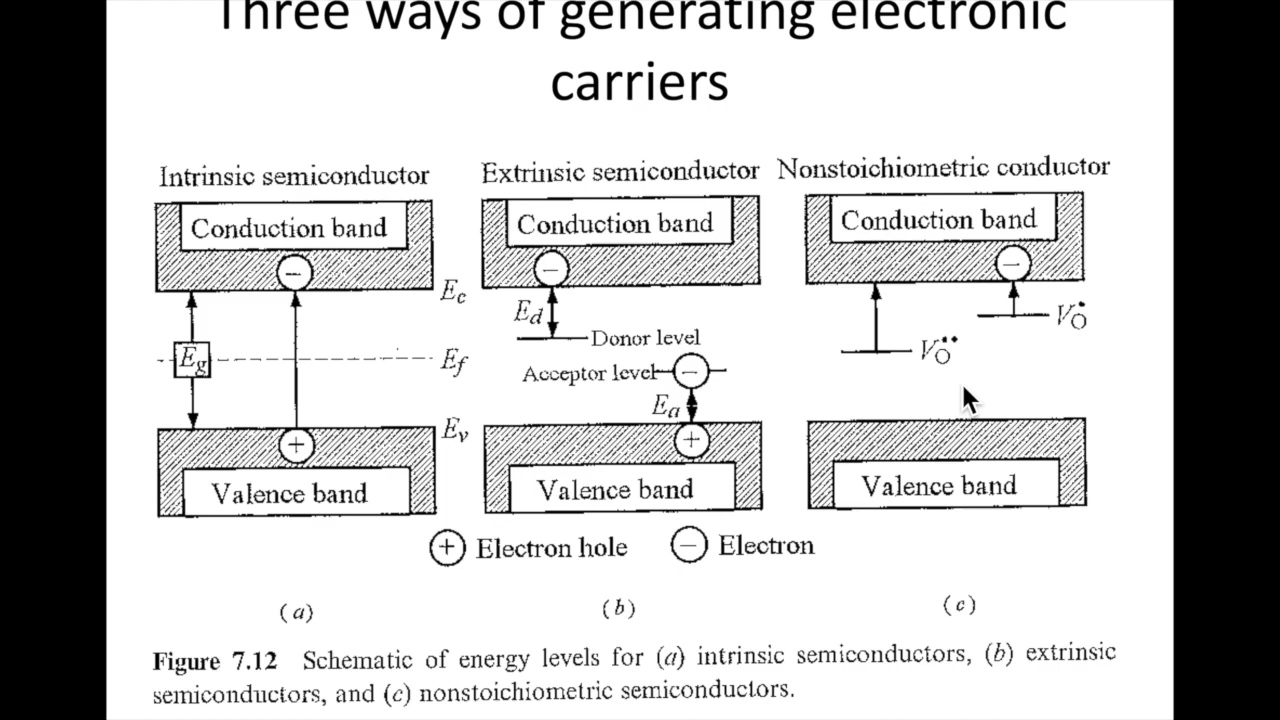 Three ways of generating electronic
carriers
Intrinsic semiconductor
Extrinsic semiconductor
Nonstoichiometric conductor
Conduction band
Conduction band
Conduction band
−
−
−
E_c
E_d
V_O^•
Donor level
E_g
E_f
V_O^••
Acceptor level
−
E_a
E_v
+
+
Valence band
Valence band
Valence band
+ Electron hole
− Electron
(a)
(b)
(c)
Figure 7.12 Schematic of energy levels for (a) intrinsic semiconductors, (b) extrinsic
semiconductors, and (c) nonstoichiometric semiconductors.